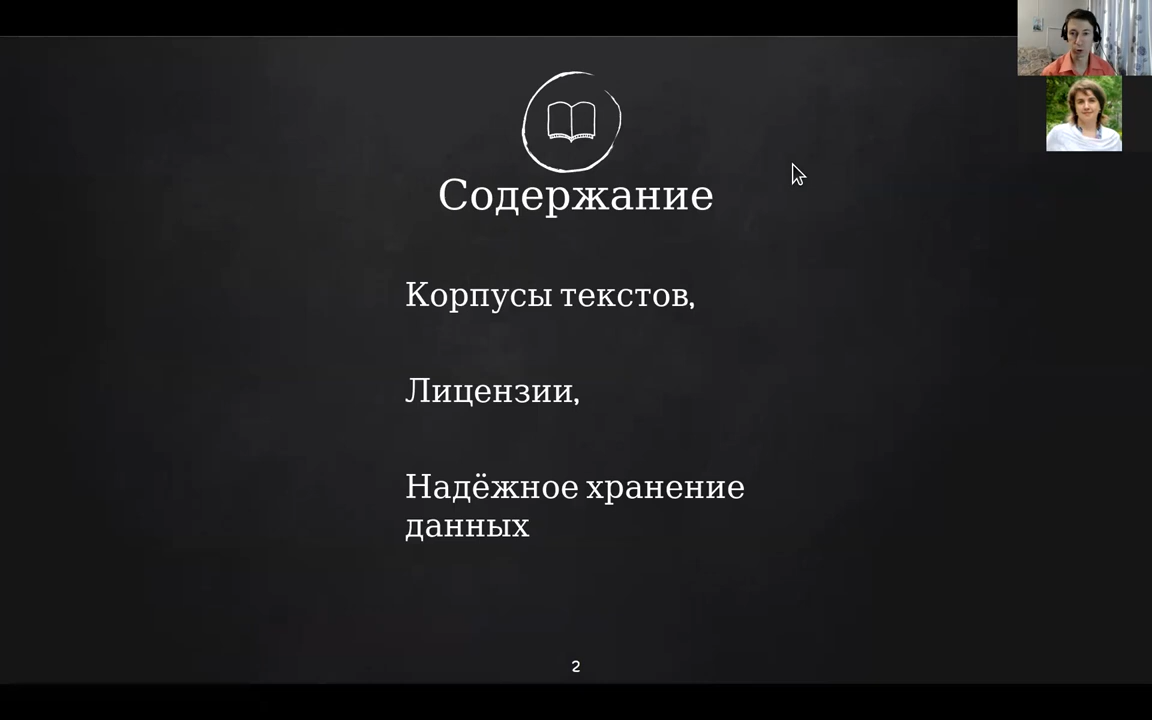 Содержание
Корпусы текстов,
Лицензии,
Надёжное хранение
данных
2